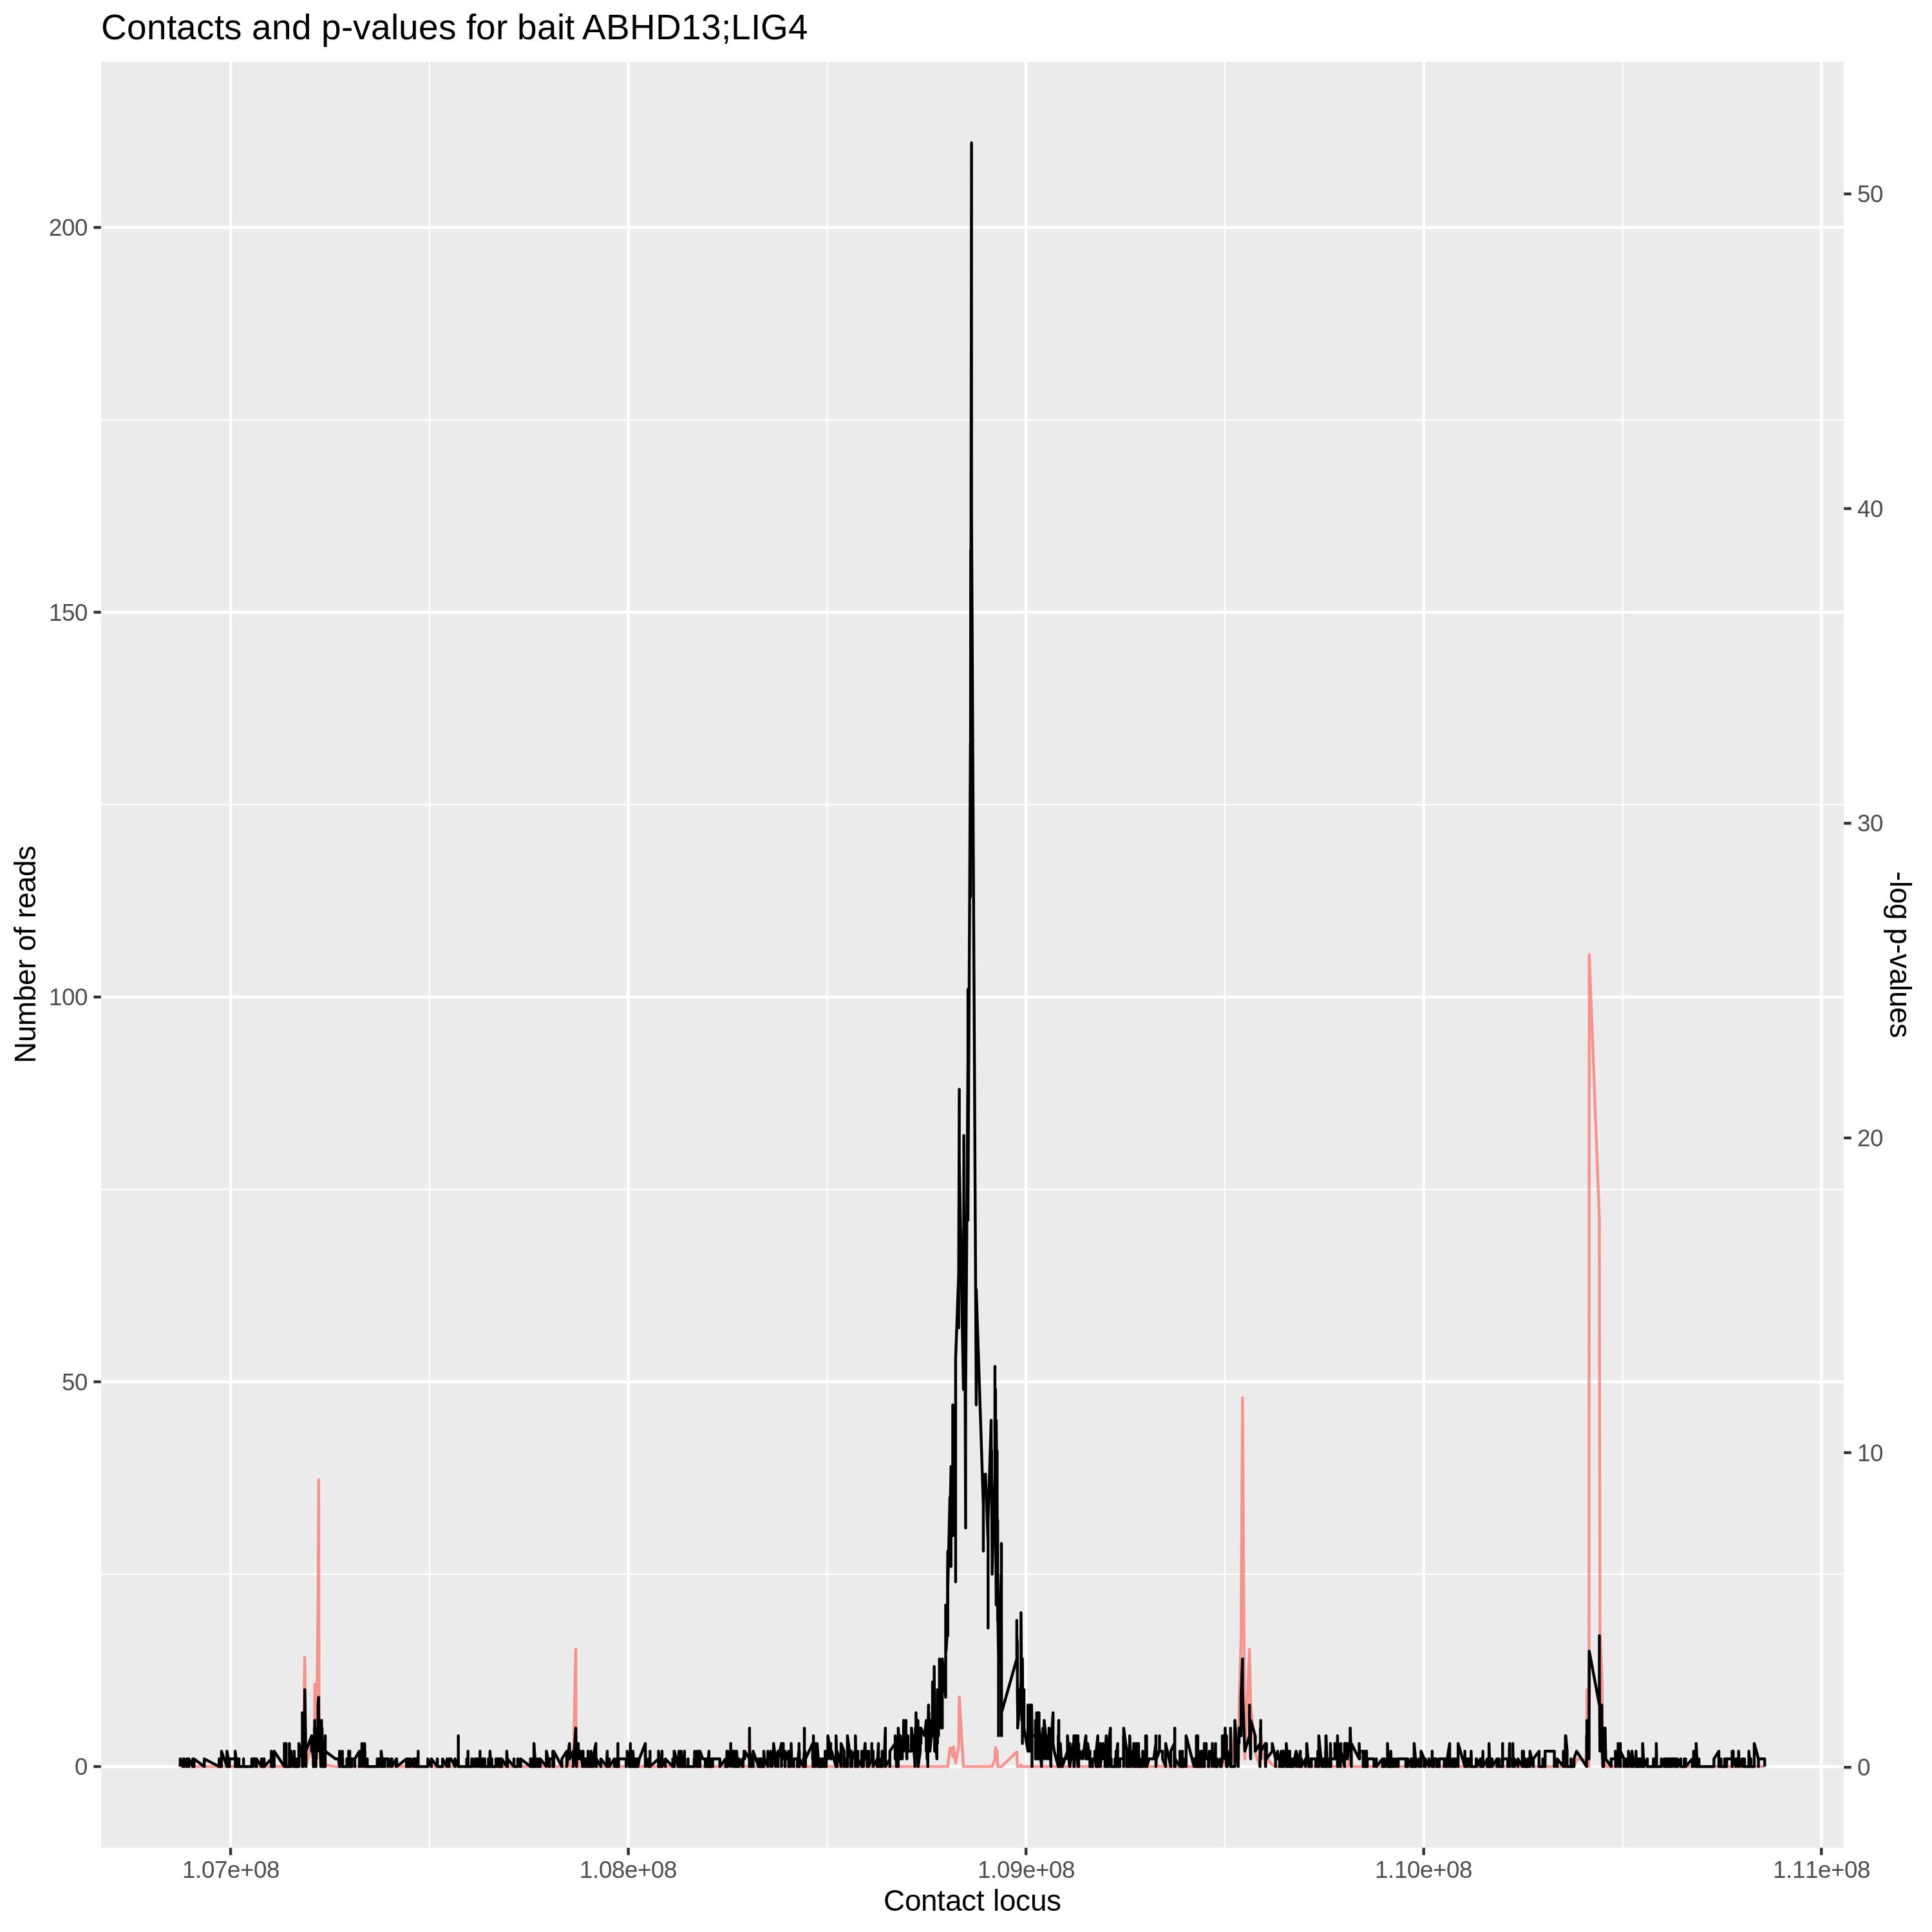 Contacts and p-values for bait ABHD13;LIG4
200
150
100
50
0
Number of reads
50
40
30
20
10
0
-log p-values
1.07e+08 1.08e+08 1.09e+08 1.10e+08 1.11e+08
Contact locus